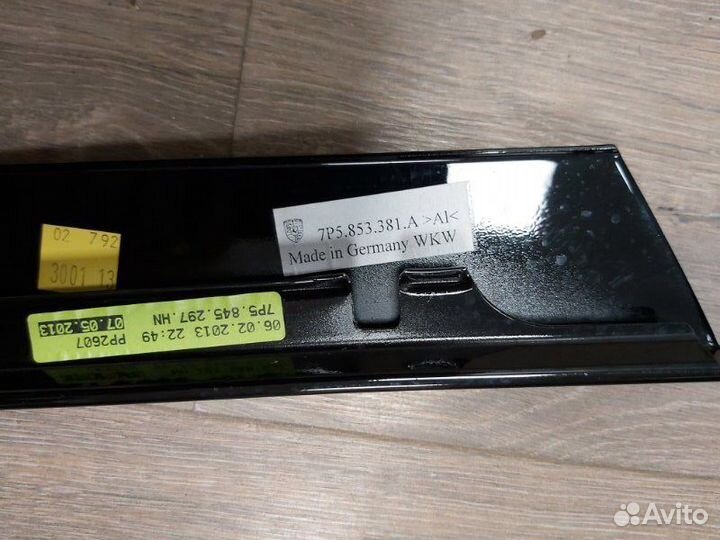 02 792
3001 13
7P5.853.381.A >Al<
Made in Germany WKW
06.02.2013 22:49
7P5.845.297.HN
PP2607
07.05.2013
Avito